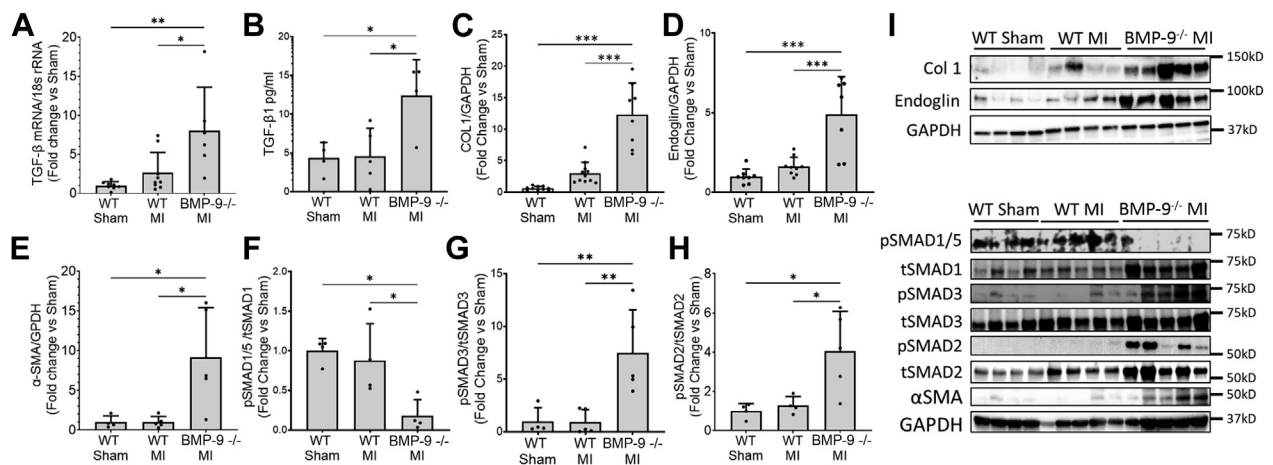 A
TGF-β mRNA/18s rRNA
(Fold change vs Sham)
20
15
10
5
0
**
*
WT
Sham
WT
MI
BMP-9 -/-
MI
B
TGF-β1 pg/ml
20
15
10
5
0
*
*
WT
Sham
WT
MI
BMP-9 -/-
MI
C
COL1/GAPDH
(Fold Change vs Sham)
20
15
10
5
0
***
***
WT
Sham
WT
MI
BMP-9 -/-
MI
D
Endoglin/GAPDH
(Fold Change vs Sham)
10
5
0
***
***
WT
Sham
WT
MI
BMP-9 -/-
MI
E
α-SMA/GPDH
(Fold Change vs Sham)
20
15
10
5
0
*
*
WT
Sham
WT
MI
BMP-9 -/-
MI
F
pSMAD1/5 /tSMAD1
(Fold Change vs Sham)
2.0
1.5
1.0
0.5
0.0
*
*
WT
Sham
WT
MI
BMP-9 -/-
MI
G
pSMAD3/tSMAD3
(Fold Change vs Sham)
15
10
5
0
**
**
WT
Sham
WT
MI
BMP-9 -/-
MI
H
pSMAD2/tSMAD2
(Fold Change vs Sham)
8
6
4
2
0
*
*
WT
Sham
WT
MI
BMP-9 -/-
MI
I
WT Sham WT MI BMP-9-/- MI
Col 1 150kD
Endoglin 100kD
GAPDH 37kD
WT Sham WT MI BMP-9-/- MI
pSMAD1/5 75kD
tSMAD1 75kD
pSMAD3 75kD
tSMAD3 75kD
pSMAD2 50kD
tSMAD2 50kD
αSMA 50kD
GAPDH 37kD